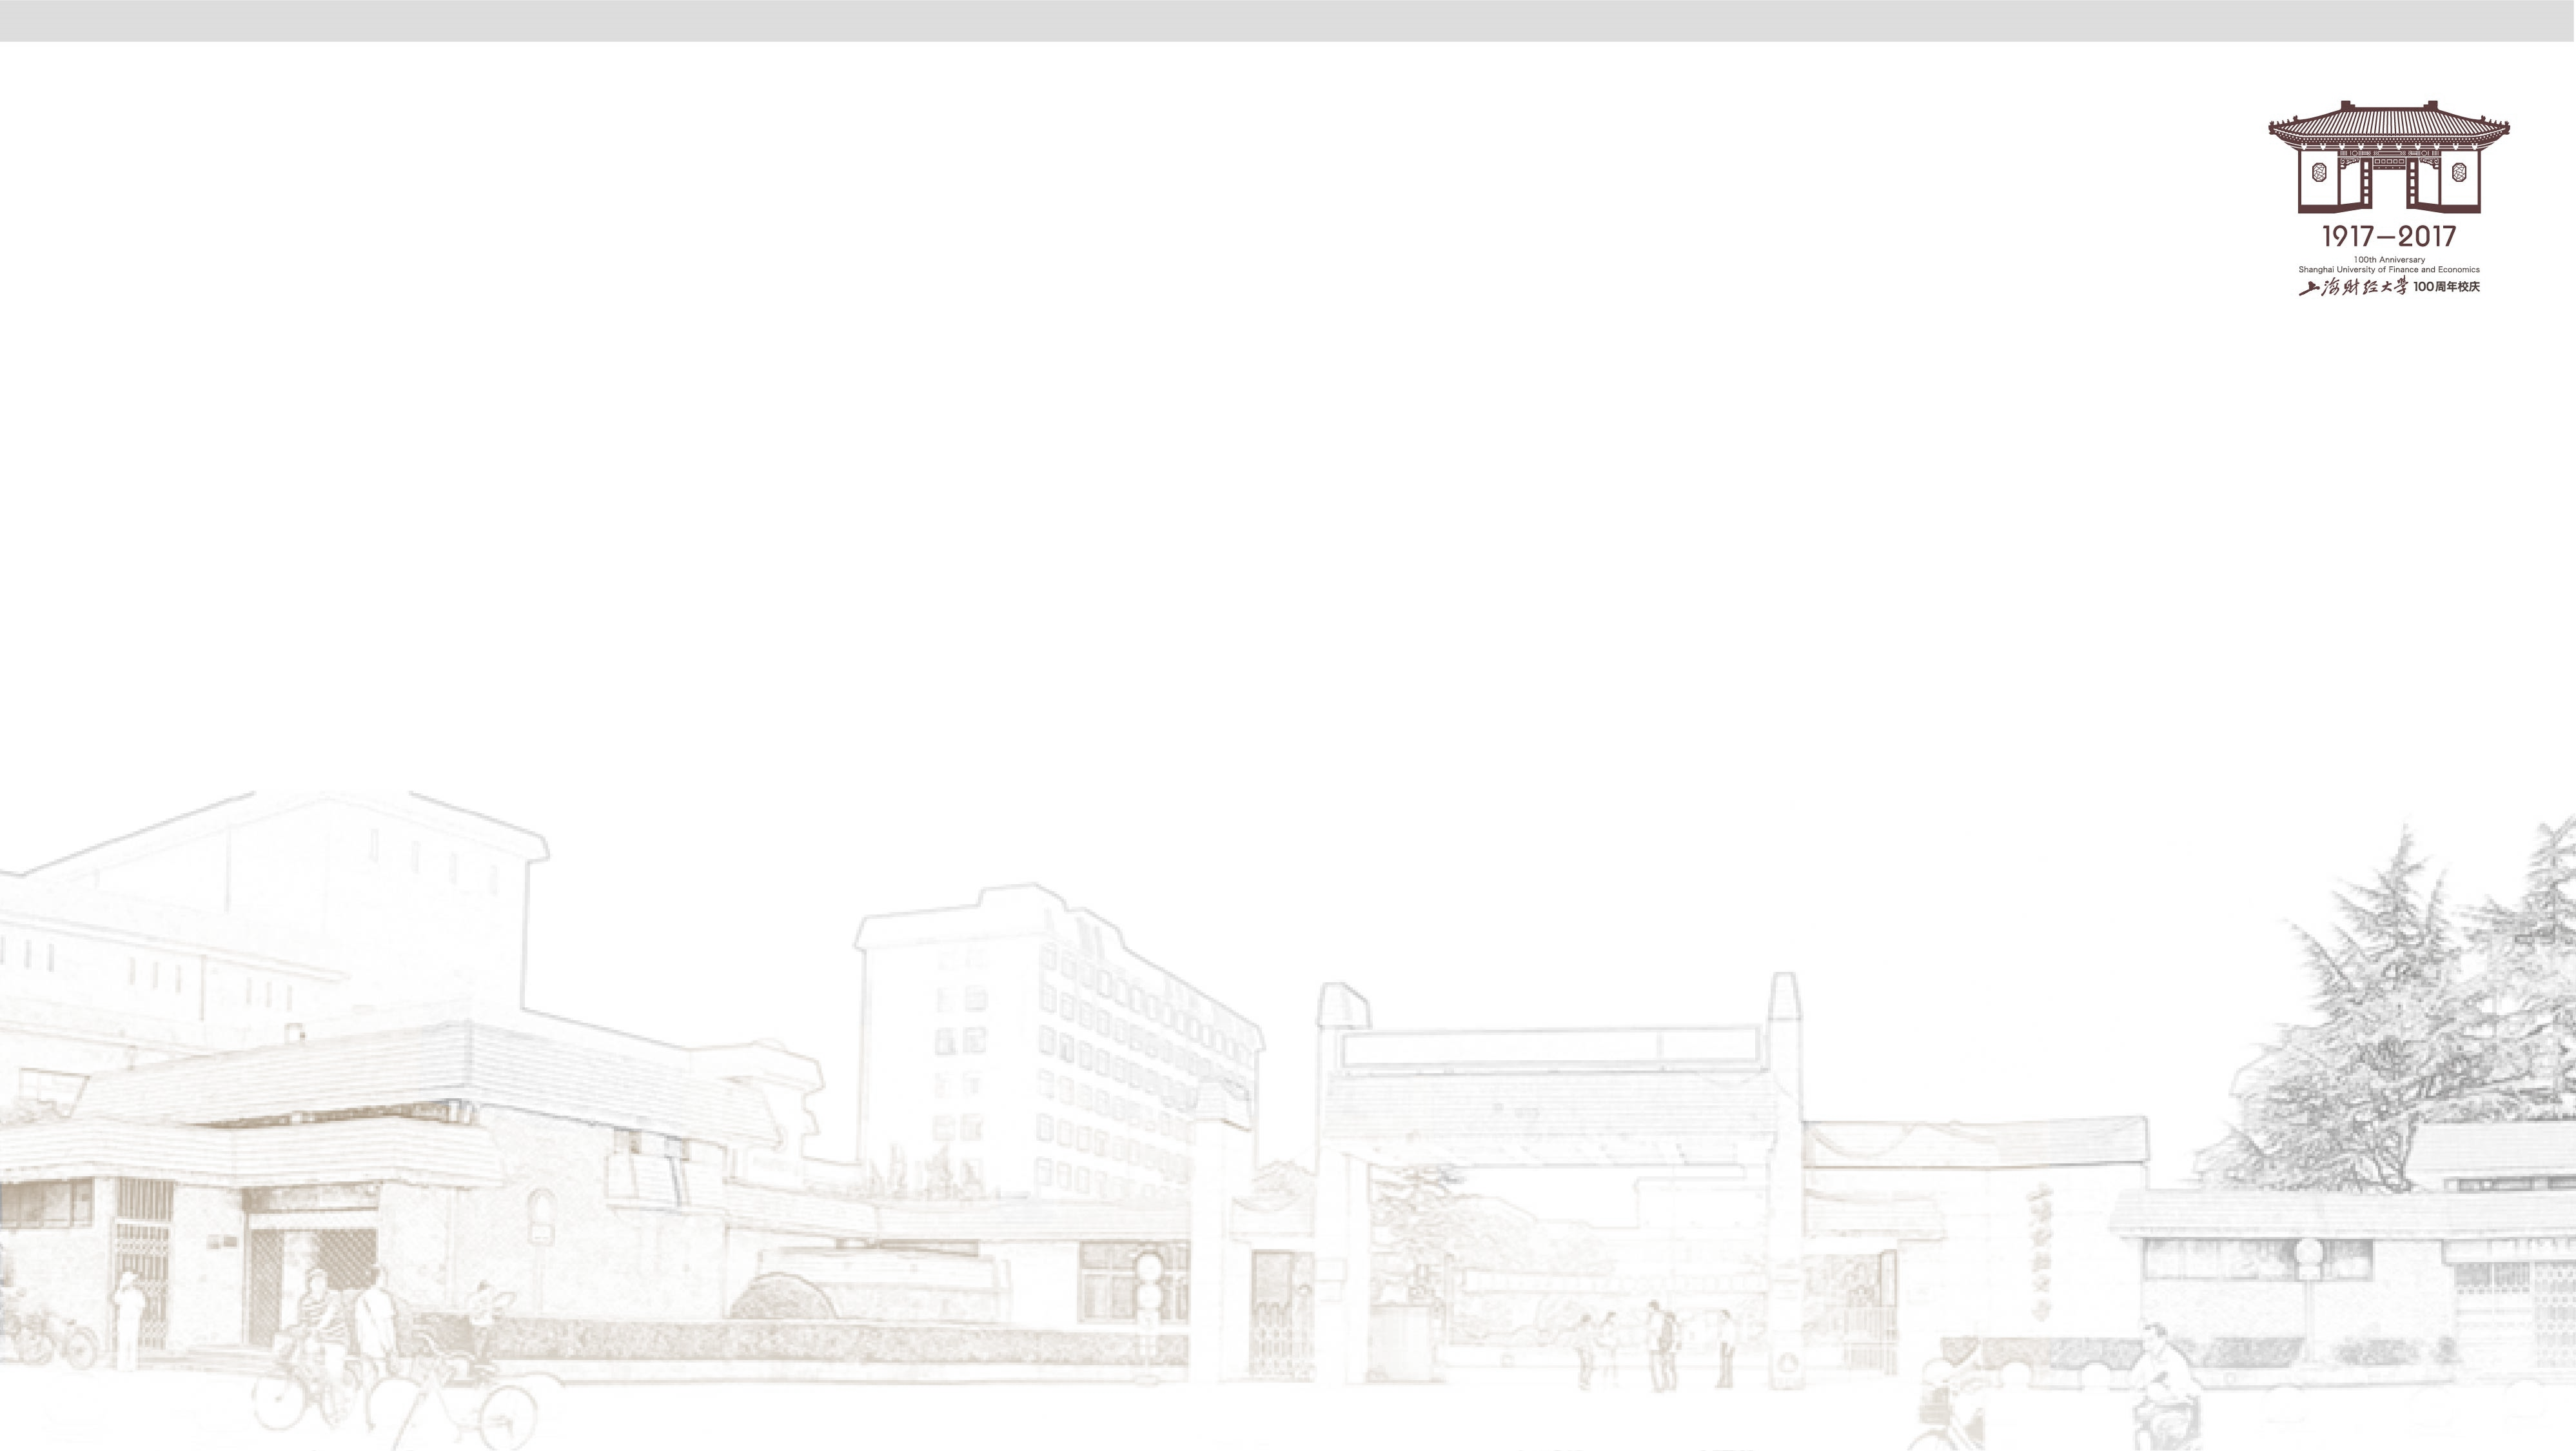 1917—2017
100th Anniversary
Shanghai University of Finance and Economics
上海财经大学 100周年校庆